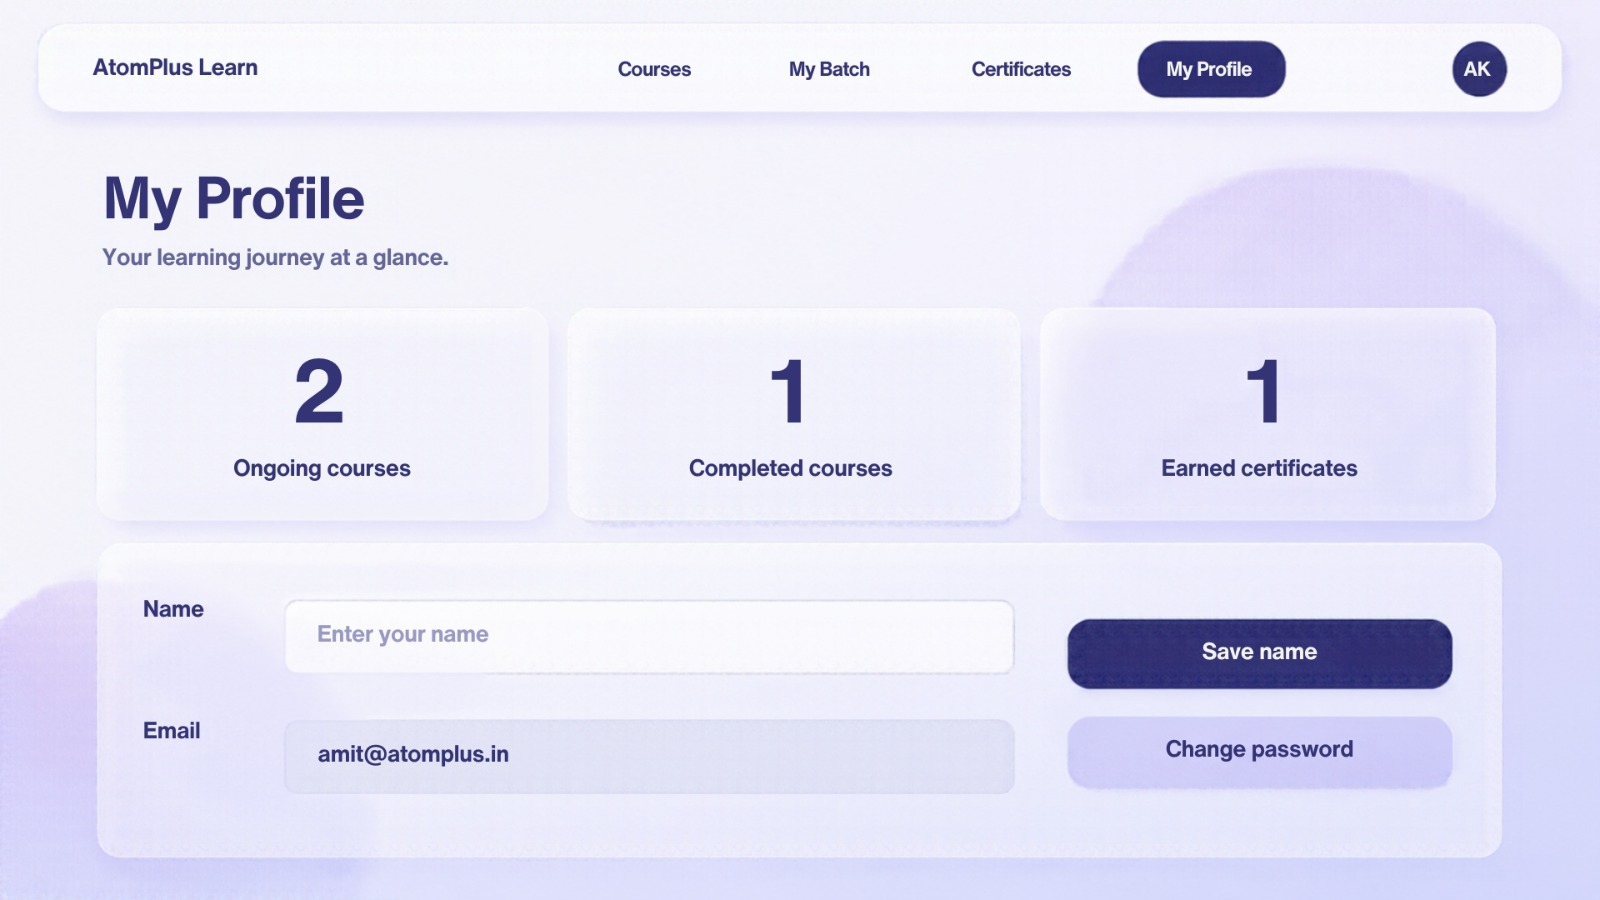 AtomPlus Learn
Courses
My Batch
Certificates
My Profile
AK
My Profile
Your learning journey at a glance.
2
Ongoing courses
1
Completed courses
1
Earned certificates
Name
Enter your name
Save name
Email
amit@atomplus.in
Change password